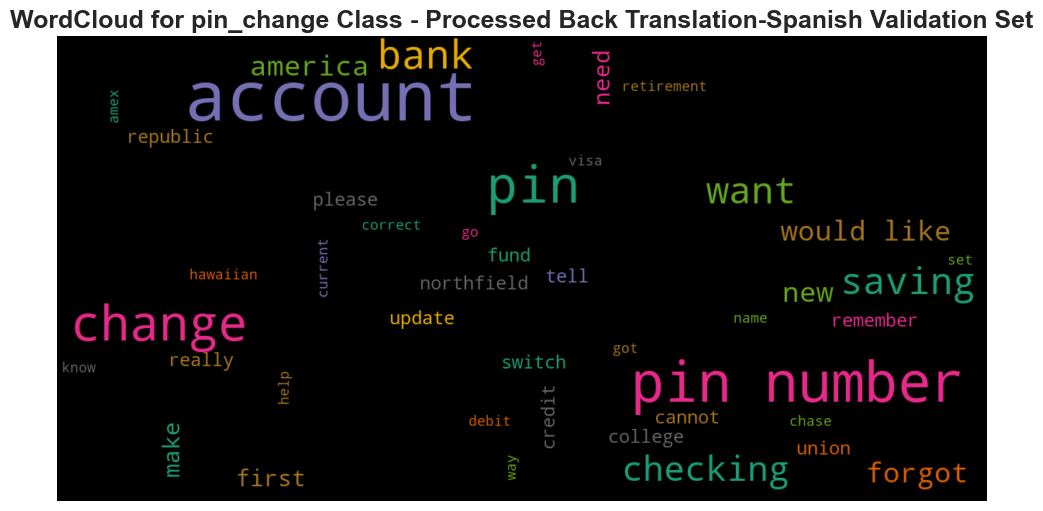 WordCloud for pin_change Class - Processed Back Translation-Spanish Validation Set
get
bank
america
need
account
retirement
amex
republic
visa
pin
want
please
correct
go
would like
current
fund
set
hawaiian
northfield
tell
saving
new
change
update
name
remember
really
got
know
switch
help
pin number
credit
debit
cannot
chase
make
college
union
way
checking
first
forgot